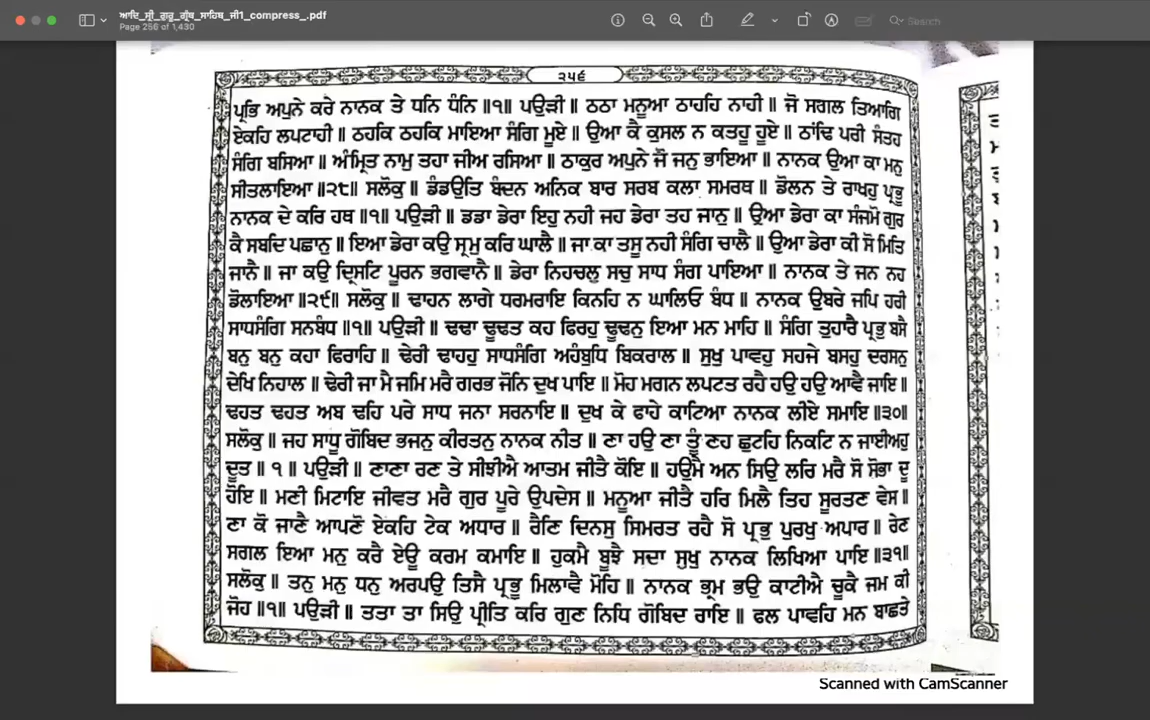 ਆਦਿ_ਸ੍ਰੀ_ਗੁਰੂ_ਗ੍ਰੰਥ_ਸਾਹਿਬ_ਜੀ1_compress_.pdf
Page 256 of 1,430
Search
੨੫੬
ਪ੍ਰਭਿ ਅਪੁਨੇ ਕਰੇ ਨਾਨਕ ਤੇ ਧਨਿ ਧੰਨਿ ॥੧॥ ਪਉੜੀ ॥ ਠਠਾ ਮਨੂਆ ਠਾਹਹਿ ਨਾਹੀ ॥ ਜੋ ਸਗਲ ਤਿਆਗਿ
ਏਕਹਿ ਲਪਟਾਹੀ ॥ ਠਹਕਿ ਠਹਕਿ ਮਾਇਆ ਸੰਗਿ ਮੂਏ ॥ ਉਆ ਕੈ ਕੁਸਲ ਨ ਕਤਹੂ ਹੂਏ ॥ ਠਾਂਢਿ ਪਰੀ ਸੰਤਹ
ਸੰਗਿ ਬਸਿਆ ॥ ਅੰਮ੍ਰਿਤ ਨਾਮੁ ਤਹਾ ਜੀਅ ਰਸਿਆ ॥ ਠਾਕੁਰ ਅਪੁਨੇ ਜੋ ਜਨੁ ਭਾਇਆ ॥ ਨਾਨਕ ਉਆ ਕਾ ਮਨੁ
ਸੀਤਲਾਇਆ ॥੨੮॥ ਸਲੋਕੁ ॥ ਡੰਡਉਤਿ ਬੰਦਨ ਅਨਿਕ ਬਾਰ ਸਰਬ ਕਲਾ ਸਮਰਥ ॥ ਡੋਲਨ ਤੇ ਰਾਖਹੁ ਪ੍ਰਭੂ
ਨਾਨਕ ਦੇ ਕਰਿ ਹਥ ॥੧॥ ਪਉੜੀ ॥ ਡਡਾ ਡੇਰਾ ਇਹੁ ਨਹੀ ਜਹ ਡੇਰਾ ਤਹ ਜਾਨੁ ॥ ਉਆ ਡੇਰਾ ਕਾ ਸੰਜਮੋ ਗੁਰ
ਕੈ ਸਬਦਿ ਪਛਾਨੁ ॥ ਇਆ ਡੇਰਾ ਕਉ ਸ੍ਰਮੁ ਕਰਿ ਘਾਲੈ ॥ ਜਾ ਕਾ ਤਸੂ ਨਹੀ ਸੰਗਿ ਚਾਲੈ ॥ ਉਆ ਡੇਰਾ ਕੀ ਸੋ ਮਿਤਿ
ਜਾਨੈ ॥ ਜਾ ਕਉ ਦ੍ਰਿਸਟਿ ਪੂਰਨ ਭਗਵਾਨੈ ॥ ਡੇਰਾ ਨਿਹਚਲੁ ਸਚੁ ਸਾਧ ਸੰਗ ਪਾਇਆ ॥ ਨਾਨਕ ਤੇ ਜਨ ਨਹ
ਡੋਲਾਇਆ ॥੨੯॥ ਸਲੋਕੁ ॥ ਢਾਹਨ ਲਾਗੇ ਧਰਮਰਾਇ ਕਿਨਹਿ ਨ ਘਾਲਿਓ ਬੰਧ ॥ ਨਾਨਕ ਉਬਰੇ ਜਪਿ ਹਰੀ
ਸਾਧਸੰਗਿ ਸਨਬੰਧ ॥੧॥ ਪਉੜੀ ॥ ਢਢਾ ਢੂਢਤ ਕਹ ਫਿਰਹੁ ਢੂਢਨੁ ਇਆ ਮਨ ਮਾਹਿ ॥ ਸੰਗਿ ਤੁਹਾਰੈ ਪ੍ਰਭੁ ਬਸੈ
ਬਨੁ ਬਨੁ ਕਹਾ ਫਿਰਾਹਿ ॥ ਢੇਰੀ ਢਾਹਹੁ ਸਾਧਸੰਗਿ ਅਹੰਬੁਧਿ ਬਿਕਰਾਲ ॥ ਸੁਖੁ ਪਾਵਹੁ ਸਹਜੇ ਬਸਹੁ ਦਰਸਨੁ
ਦੇਖਿ ਨਿਹਾਲ ॥ ਢੇਰੀ ਜਾ ਮੈ ਜਮਿ ਮਰੈ ਗਰਭ ਜੋਨਿ ਦੁਖ ਪਾਇ ॥ ਮੋਹ ਮਗਨ ਲਪਟਤ ਰਹੈ ਹਉ ਹਉ ਆਵੈ ਜਾਇ ॥
ਢਹਤ ਢਹਤ ਅਬ ਢਹਿ ਪਰੇ ਸਾਧ ਜਨਾ ਸਰਨਾਇ ॥ ਦੁਖ ਕੇ ਫਾਹੇ ਕਾਟਿਆ ਨਾਨਕ ਲੀਏ ਸਮਾਇ ॥੩੦॥
ਸਲੋਕੁ ॥ ਜਹ ਸਾਧੂ ਗੋਬਿਦ ਭਜਨੁ ਕੀਰਤਨੁ ਨਾਨਕ ਨੀਤ ॥ ਣਾ ਹਉ ਣਾ ਤੂੰ ਣਹ ਛੁਟਹਿ ਨਿਕਟਿ ਨ ਜਾਈਅਹੁ
ਦੂਤ ॥ ੧ ॥ ਪਉੜੀ ॥ ਣਾਣਾ ਰਣ ਤੇ ਸੀਝੀਐ ਆਤਮ ਜੀਤੈ ਕੋਇ ॥ ਹਉਮੈ ਅਨ ਸਿਉ ਲਰਿ ਮਰੈ ਸੋ ਸੋਭਾ ਦੂ
ਹੋਇ ॥ ਮਣੀ ਮਿਟਾਇ ਜੀਵਤ ਮਰੈ ਗੁਰ ਪੂਰੇ ਉਪਦੇਸ ॥ ਮਨੂਆ ਜੀਤੈ ਹਰਿ ਮਿਲੈ ਤਿਹ ਸੂਰਤਣ ਵੇਸ ॥
ਣਾ ਕੋ ਜਾਣੈ ਆਪਣੋ ਏਕਹਿ ਟੇਕ ਅਧਾਰ ॥ ਰੈਣਿ ਦਿਨਸੁ ਸਿਮਰਤ ਰਹੈ ਸੋ ਪ੍ਰਭੁ ਪੁਰਖੁ ਅਪਾਰ ॥ ਰੇਣ
ਸਗਲ ਇਆ ਮਨੁ ਕਰੈ ਏਊ ਕਰਮ ਕਮਾਇ ॥ ਹੁਕਮੈ ਬੂਝੈ ਸਦਾ ਸੁਖੁ ਨਾਨਕ ਲਿਖਿਆ ਪਾਇ ॥੩੧॥
ਸਲੋਕੁ ॥ ਤਨੁ ਮਨੁ ਧਨੁ ਅਰਪਉ ਤਿਸੈ ਪ੍ਰਭੂ ਮਿਲਾਵੈ ਮੋਹਿ ॥ ਨਾਨਕ ਭ੍ਰਮ ਭਉ ਕਾਟੀਐ ਚੂਕੈ ਜਮ ਕੀ
ਜੋਹ ॥੧॥ ਪਉੜੀ ॥ ਤਤਾ ਤਾ ਸਿਉ ਪ੍ਰੀਤਿ ਕਰਿ ਗੁਣ ਨਿਧਿ ਗੋਬਿਦ ਰਾਇ ॥ ਫਲ ਪਾਵਹਿ ਮਨ ਬਾਛਤੇ
Scanned with CamScanner